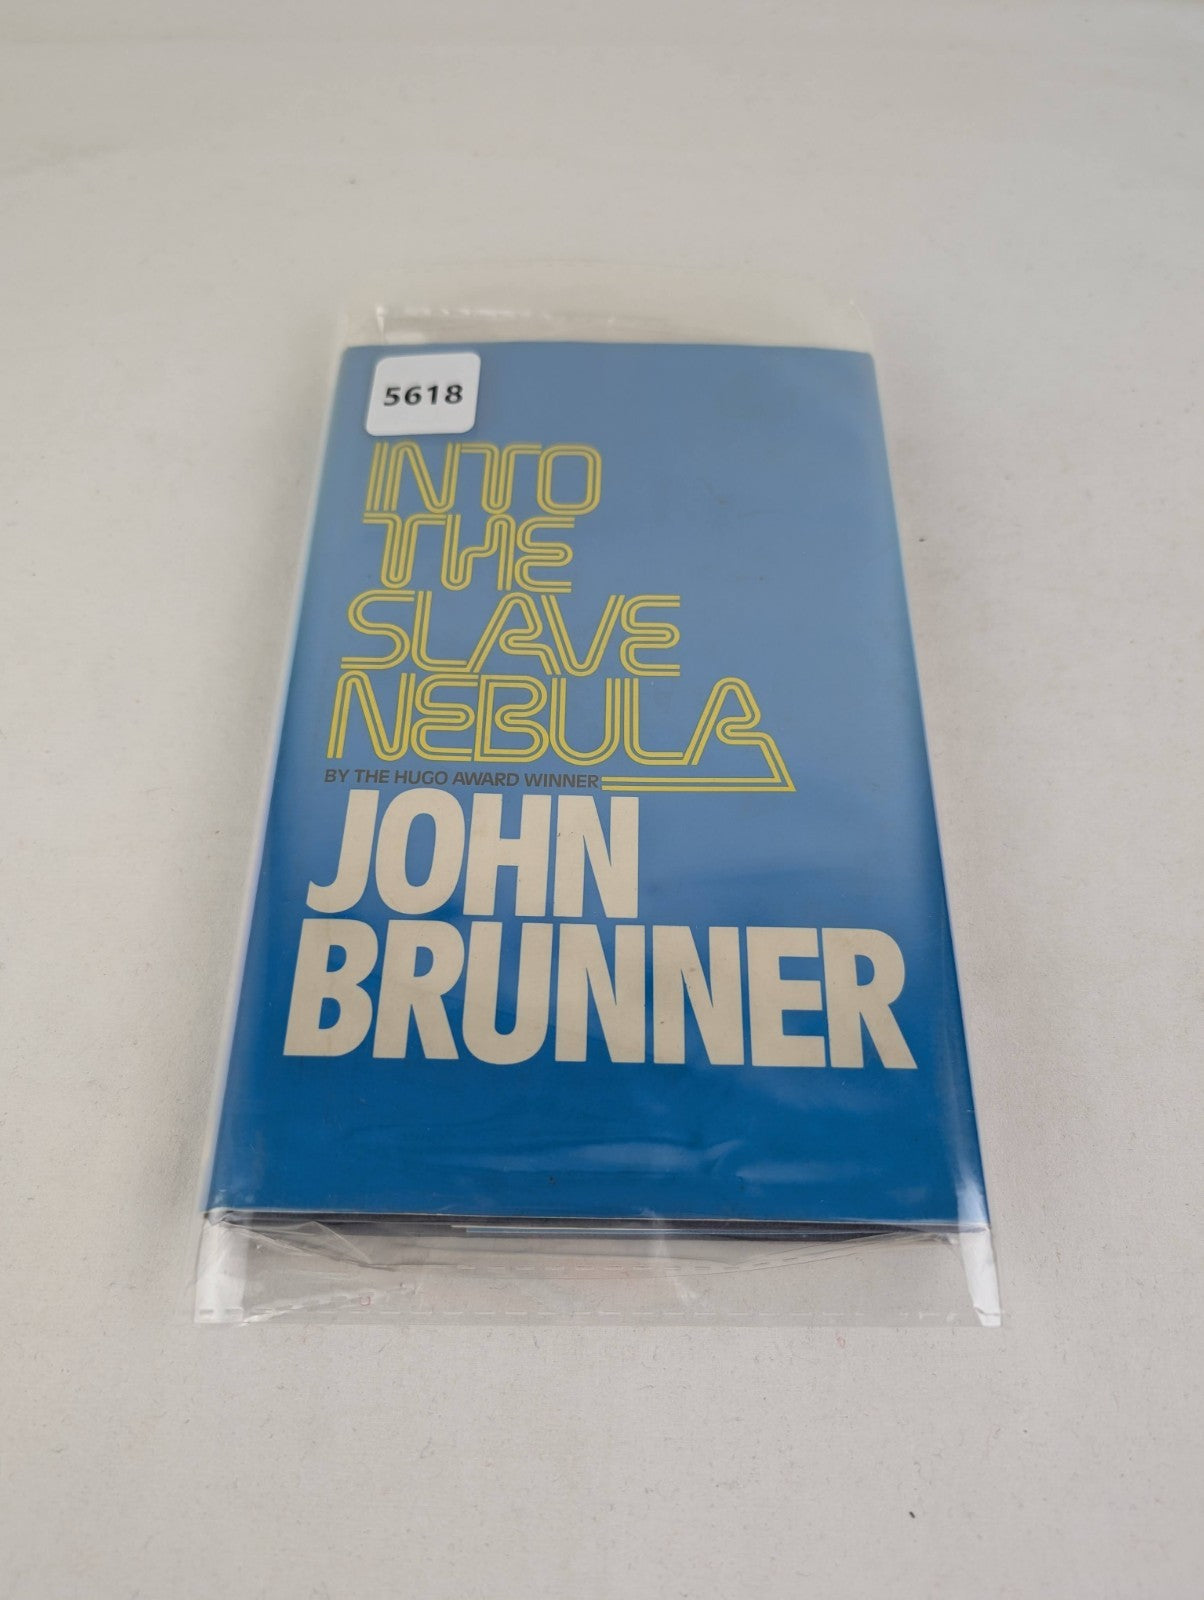 5618
INTO
THE
SLAVE
NEBULA
BY THE HUGO AWARD WINNER
JOHN
BRUNNER